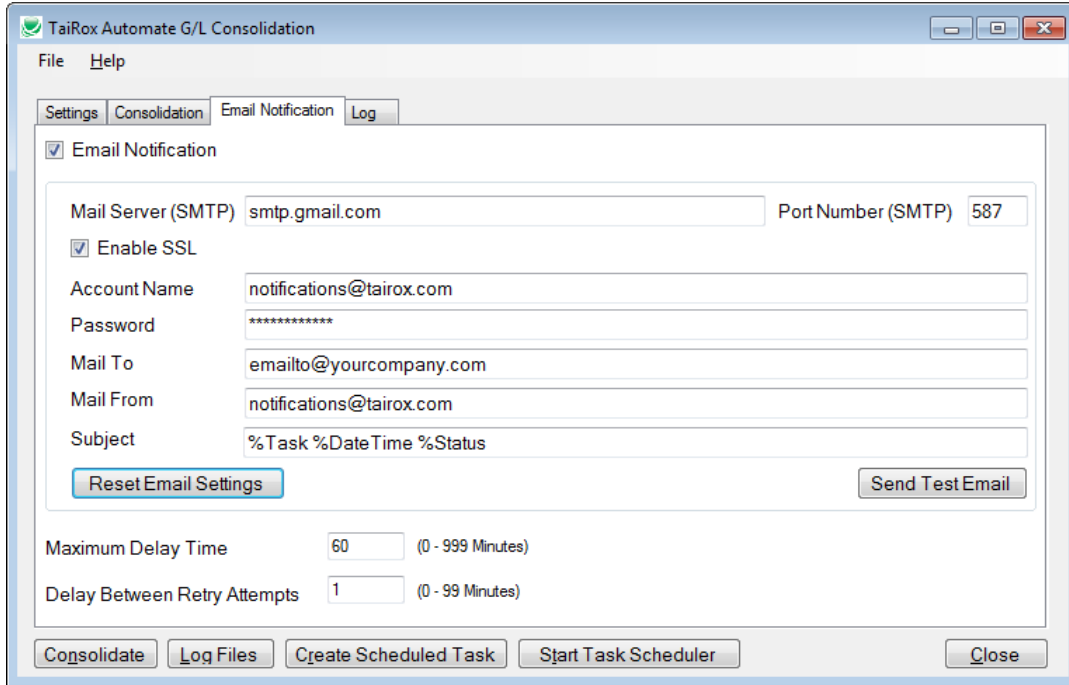 TaiRox Automate G/L Consolidation
File Help
Settings Consolidation Email Notification Log
Email Notification
Mail Server (SMTP) smtp.gmail.com Port Number (SMTP) 587
Enable SSL
Account Name notifications@tairox.com
Password ************
Mail To emailto@yourcompany.com
Mail From notifications@tairox.com
Subject %Task %DateTime %Status
Reset Email Settings Send Test Email
Maximum Delay Time 60 (0 - 999 Minutes)
Delay Between Retry Attempts 1 (0 - 99 Minutes)
Consolidate Log Files Create Scheduled Task Start Task Scheduler Close